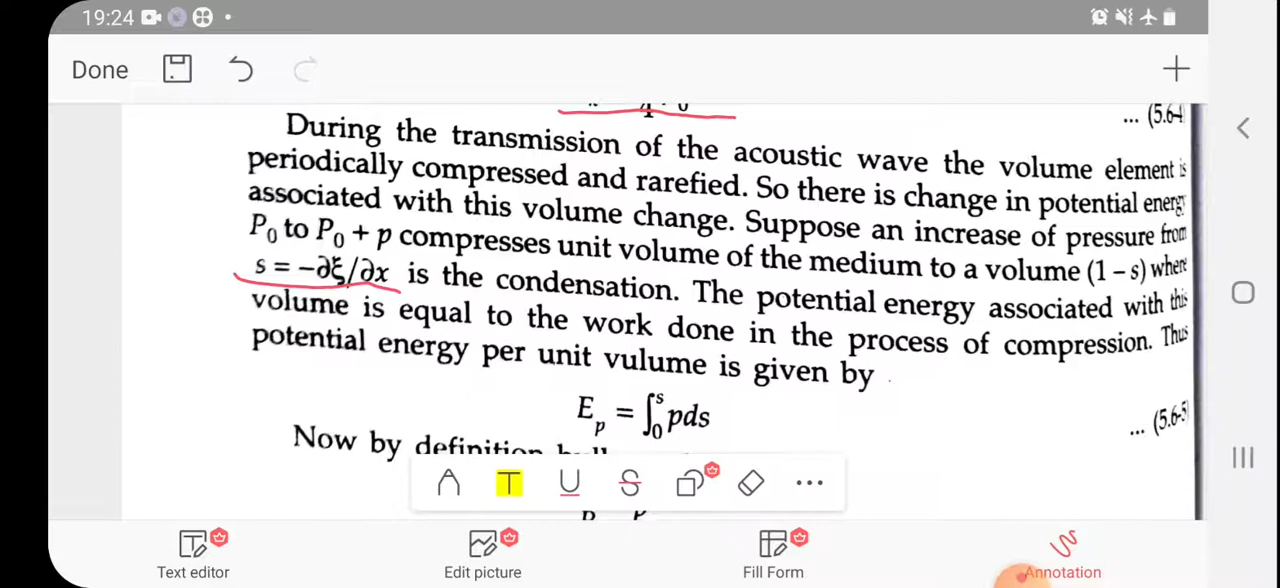 19:24
Done
... (5.6-4
During the transmission of the acoustic wave the volume element is
periodically compressed and rarefied. So there is change in potential energy
associated with this volume change. Suppose an increase of pressure from
P₀ to P₀ + p compresses unit volume of the medium to a volume (1 – s) where
s = –∂ξ/∂x is the condensation. The potential energy associated with this
volume is equal to the work done in the process of compression. Thus
potential energy per unit vulume is given by
E_p = ∫₀ˢ pds
... (5.6-5)
Now by definition
T U S
Text editor
Edit picture
Fill Form
Annotation